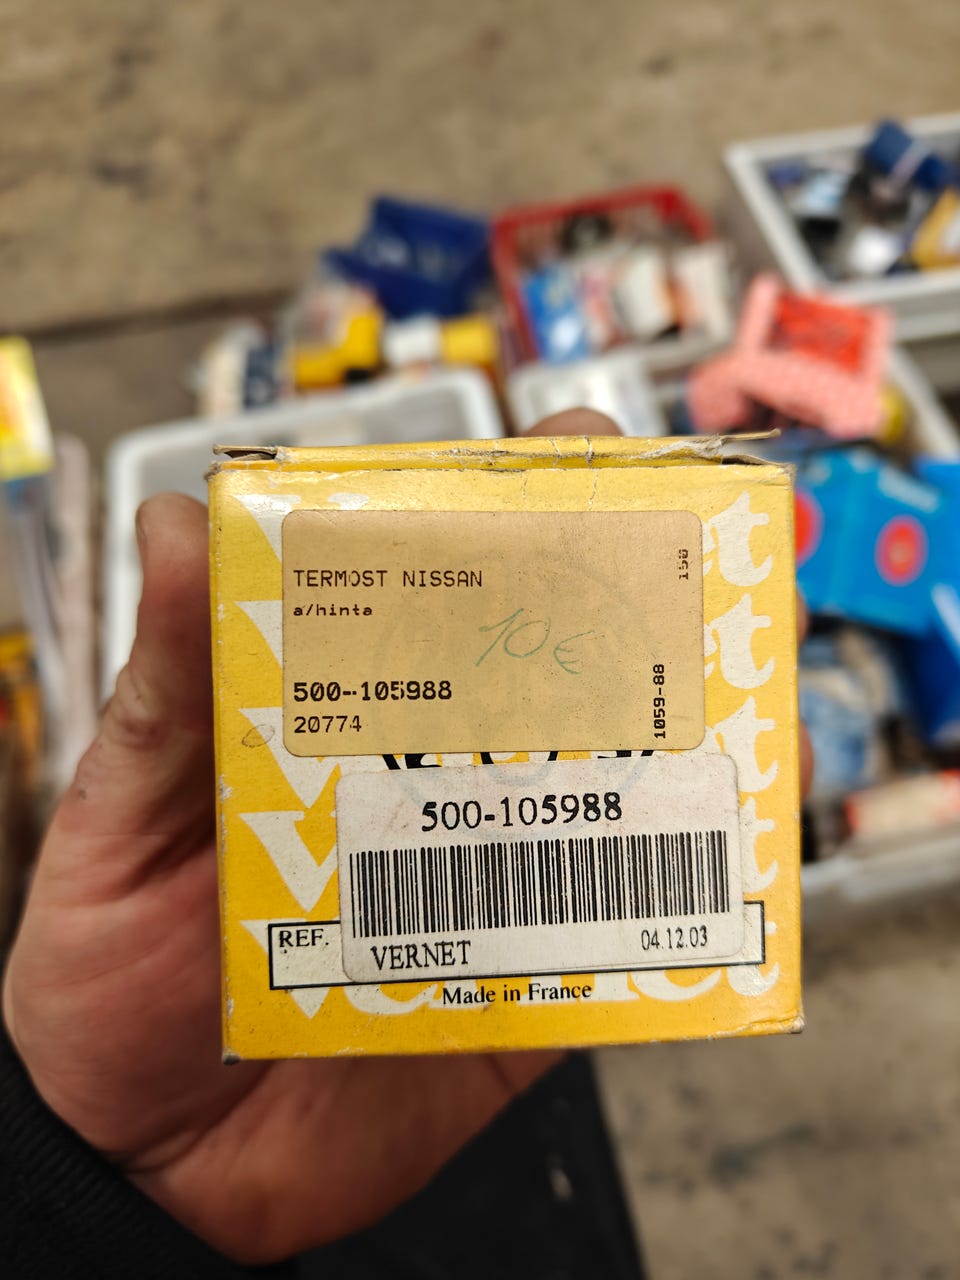 TERMOST NISSAN
a/hinta
190
10€
500-105988
20774
1059-88
500-105988
REF.
VERNET
04.12.03
Made in France